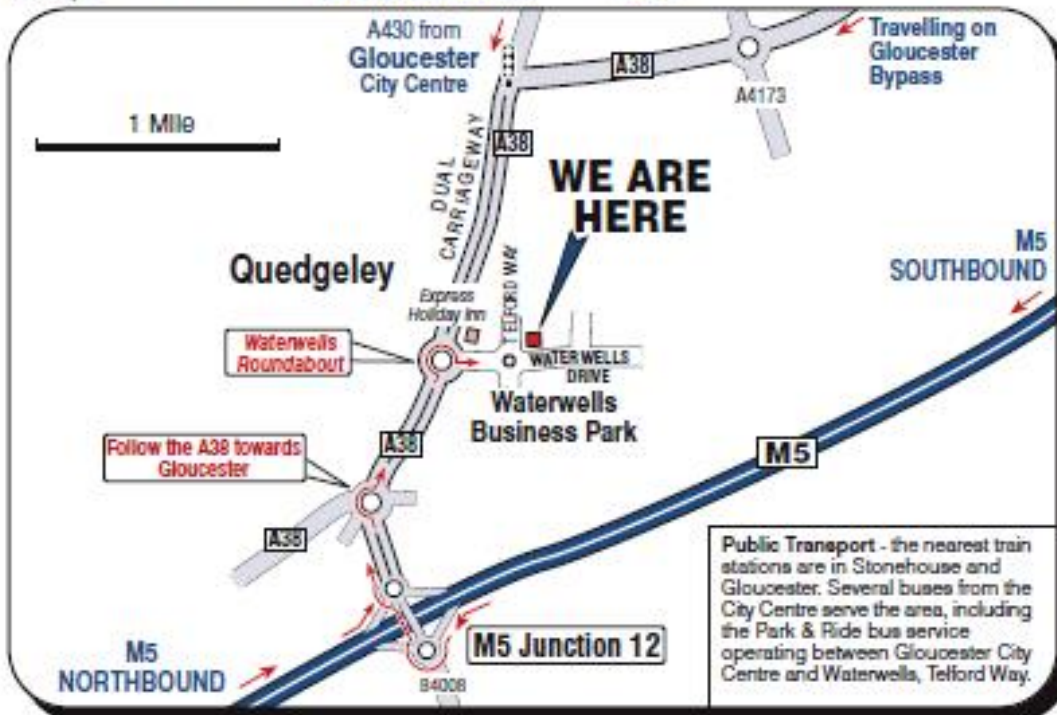 A430 from
Gloucester
City Centre
Travelling on
Gloucester
Bypass
A38
A4173
1 Mile
A38
DUAL
CARRIAGEWAY
WE ARE
HERE
M5
SOUTHBOUND
Quedgeley
Express
Holiday Inn
TELFORD WAY
Waterwells
Roundabout
WATERWELLS
DRIVE
Waterwells
Business Park
Follow the A38 towards
Gloucester
A38
M5
A38
Public Transport - the nearest train
stations are in Stonehouse and
Gloucester. Several buses from the
City Centre serve the area, including
the Park & Ride bus service
operating between Gloucester City
Centre and Waterwells, Telford Way.
M5 Junction 12
M5
NORTHBOUND
B4008